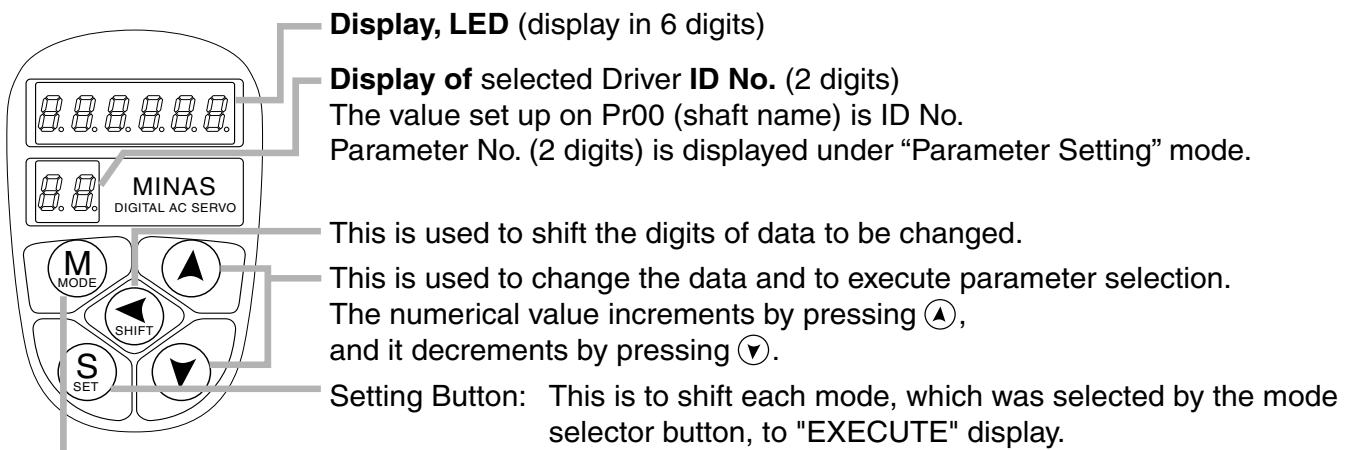 Display, LED (display in 6 digits)
Display of selected Driver ID No. (2 digits)
The value set up on Pr00 (shaft name) is ID No.
Parameter No. (2 digits) is displayed under “Parameter Setting” mode.
8.8.8.8.8.8.
8.8.
MINAS
DIGITAL AC SERVO
This is used to shift the digits of data to be changed.
M
MODE
This is used to change the data and to execute parameter selection.
The numerical value increments by pressing ▲,
and it decrements by pressing ▼.
SHIFT
S
SET
Setting Button: This is to shift each mode, which was selected by the mode
selector button, to "EXECUTE" display.